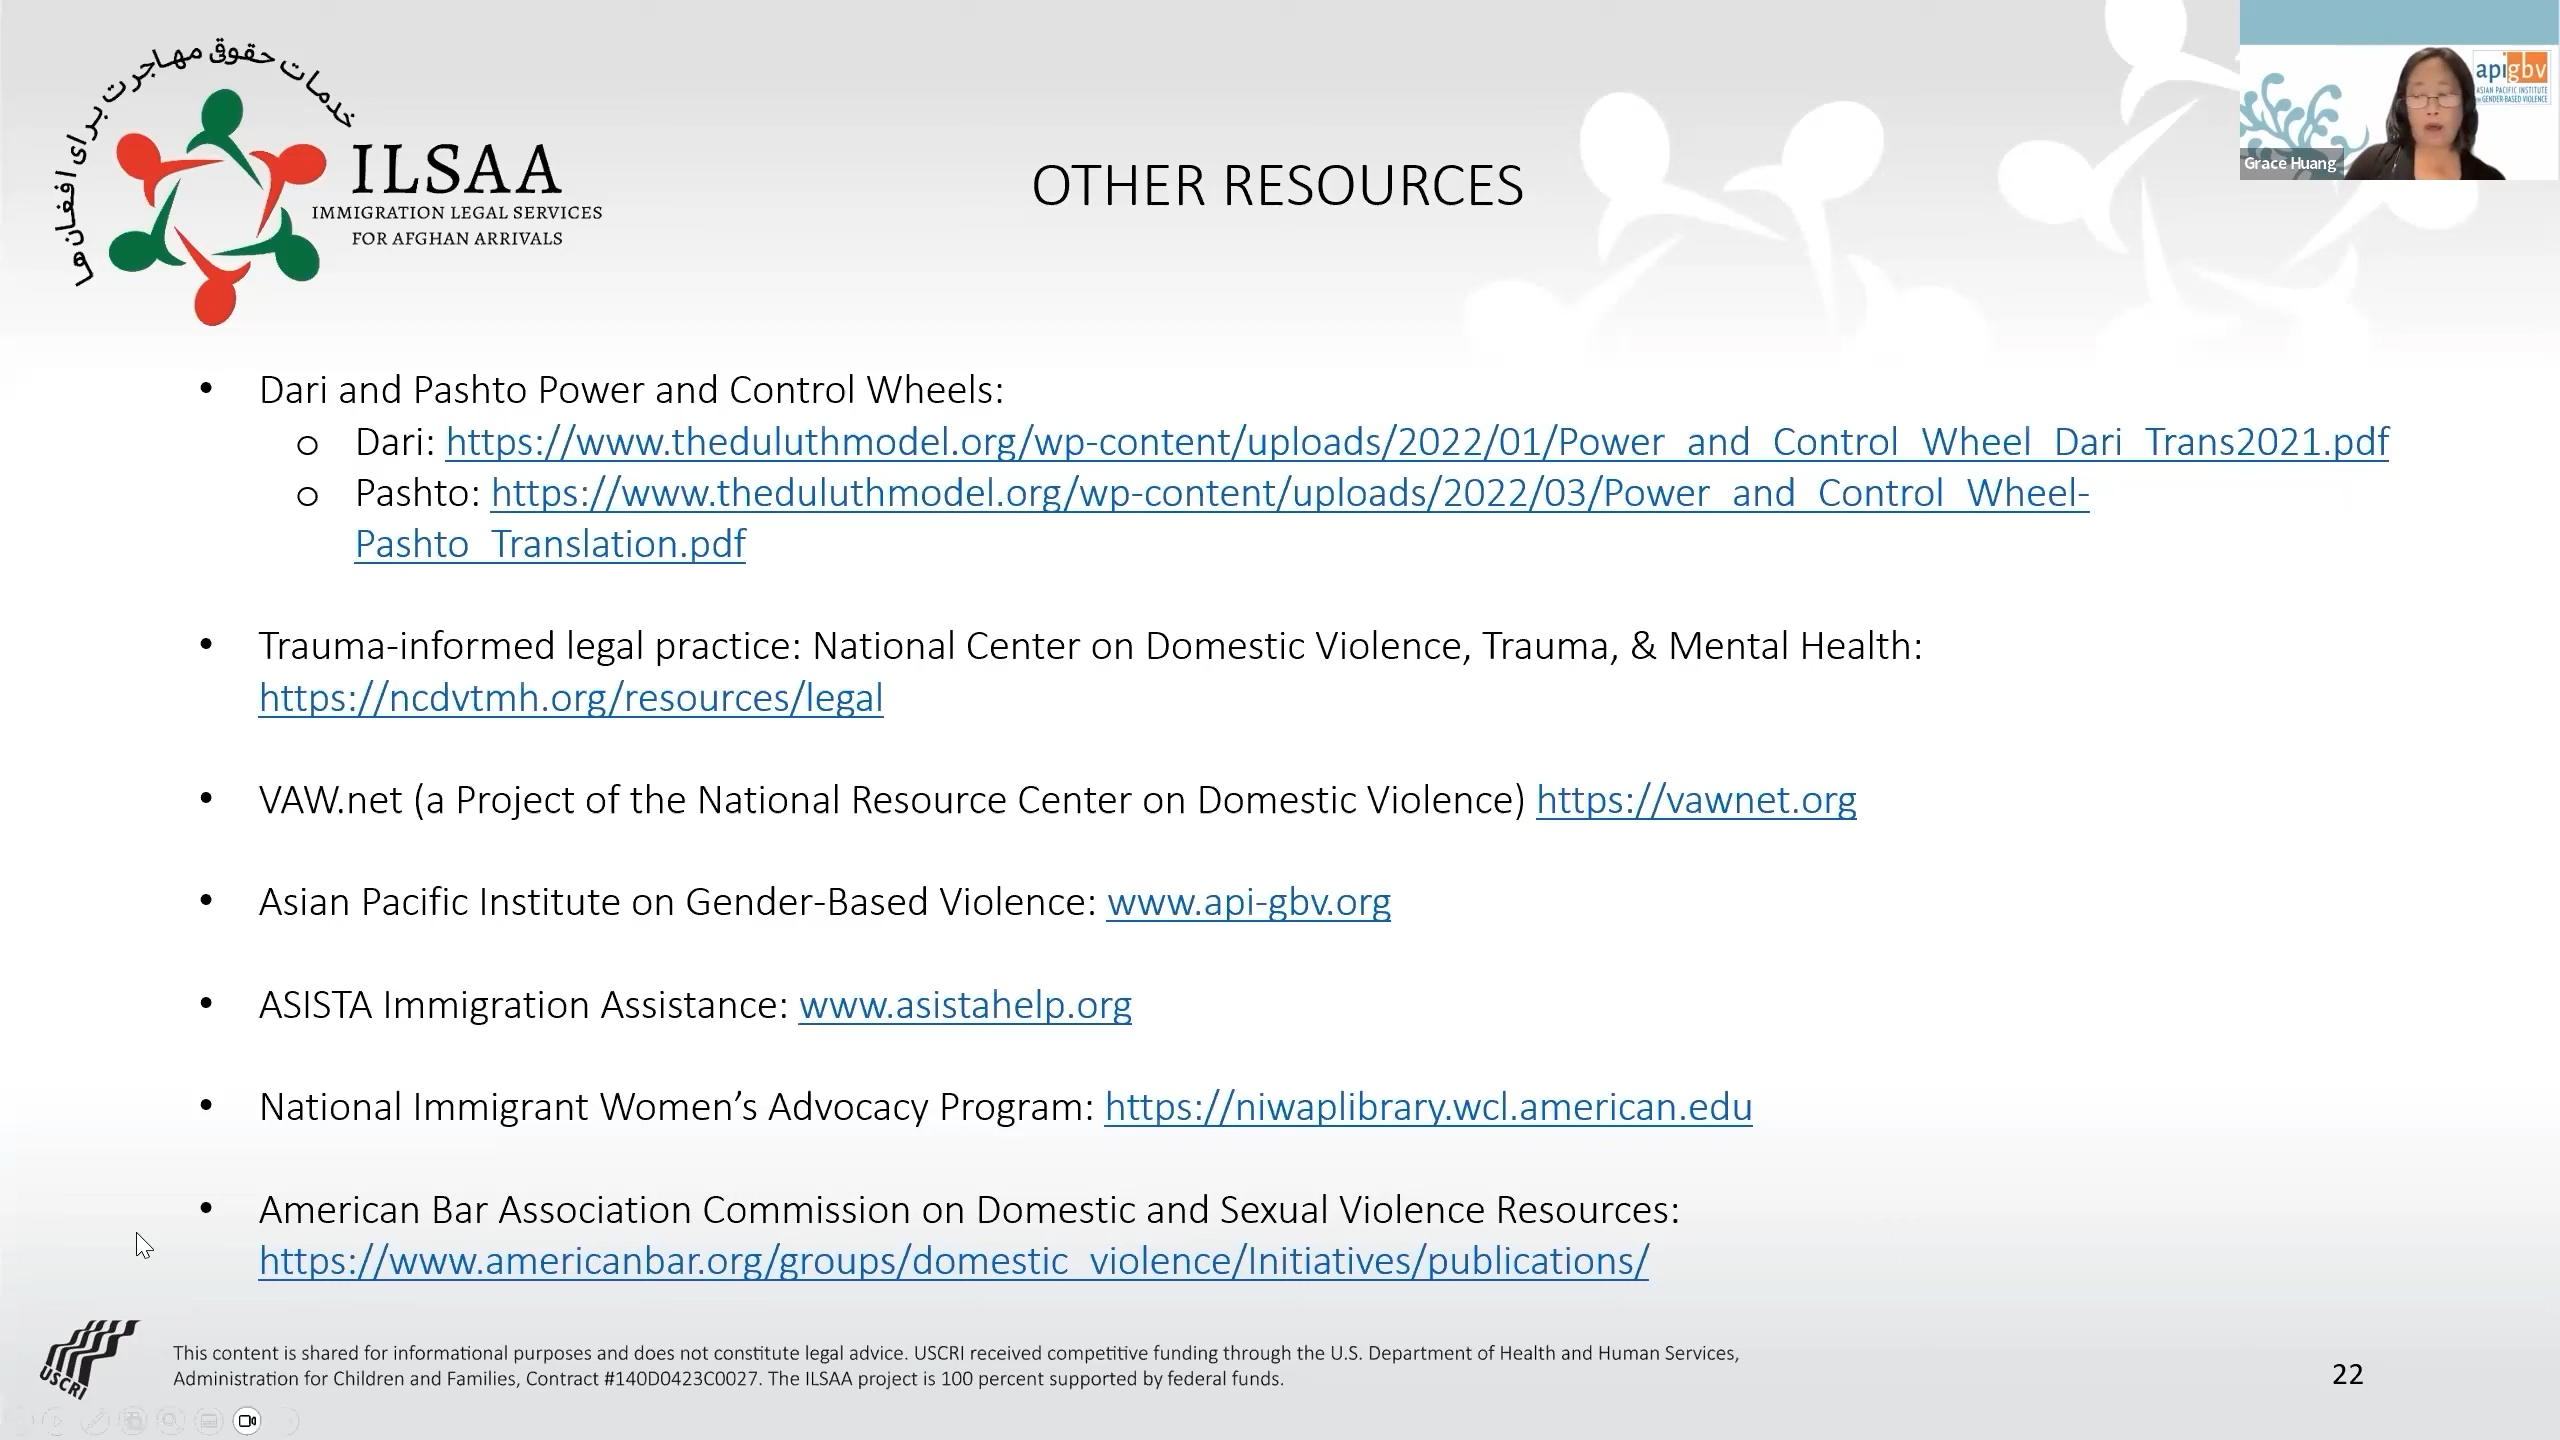 خدمات حقوقی مهاجرت برای افغان‌ها
ILSAA
IMMIGRATION LEGAL SERVICES
FOR AFGHAN ARRIVALS
OTHER RESOURCES
apigbv
ASIAN PACIFIC INSTITUTE
on GENDER-BASED VIOLENCE
Grace Huang
• Dari and Pashto Power and Control Wheels:
o Dari: https://www.theduluthmodel.org/wp-content/uploads/2022/01/Power_and_Control_Wheel_Dari_Trans2021.pdf
o Pashto: https://www.theduluthmodel.org/wp-content/uploads/2022/03/Power_and_Control_Wheel-
Pashto_Translation.pdf
• Trauma-informed legal practice: National Center on Domestic Violence, Trauma, & Mental Health:
https://ncdvtmh.org/resources/legal
• VAW.net (a Project of the National Resource Center on Domestic Violence) https://vawnet.org
• Asian Pacific Institute on Gender-Based Violence: www.api-gbv.org
• ASISTA Immigration Assistance: www.asistahelp.org
• National Immigrant Women’s Advocacy Program: https://niwaplibrary.wcl.american.edu
• American Bar Association Commission on Domestic and Sexual Violence Resources:
https://www.americanbar.org/groups/domestic_violence/Initiatives/publications/
USCRI
This content is shared for informational purposes and does not constitute legal advice. USCRI received competitive funding through the U.S. Department of Health and Human Services,
Administration for Children and Families, Contract #140D0423C0027. The ILSAA project is 100 percent supported by federal funds.
22